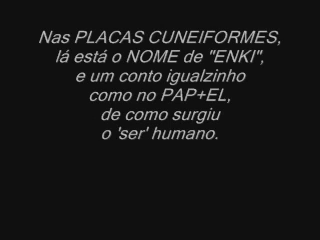 Nas PLACAS CUNEIFORMES,
lá está o NOME de "ENKI",
e um conto igualzinho
como no PAP+EL,
de como surgiu
o 'ser' humano.